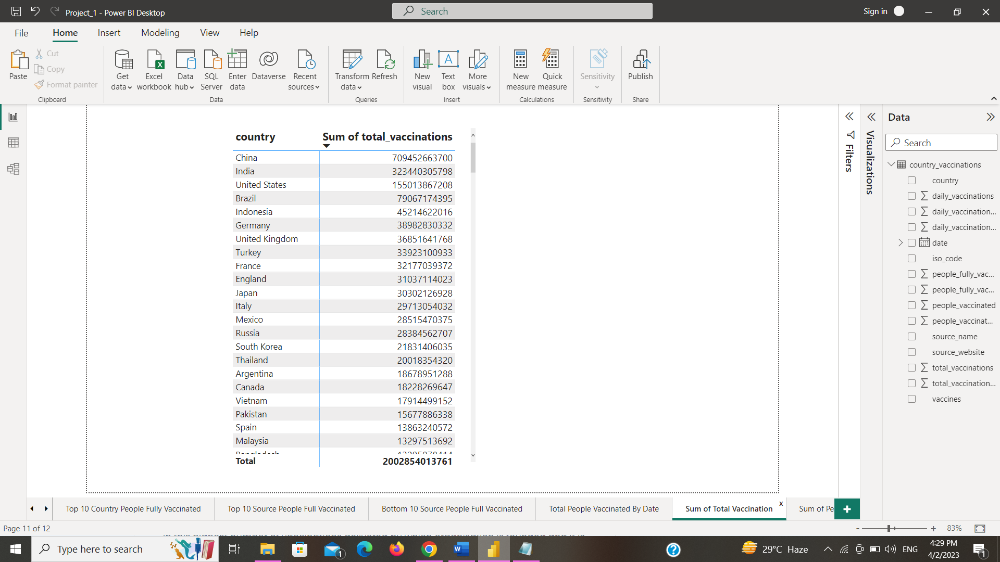 Project_1 - Power BI Desktop
Search
Sign in
File Home Insert Modeling View Help
Paste
Cut
Copy
Format painter
Clipboard
Get data
Excel workbook
Data hub
SQL Server
Enter data
Dataverse
Recent sources
Data
Transform data
Refresh
Queries
New visual
Text box
More visuals
Insert
New measure
Quick measure
Calculations
Sensitivity
Sensitivity
Publish
Share
country Sum of total_vaccinations
China 709452663700
India 323440305798
United States 155013867208
Brazil 79067174395
Indonesia 45214622016
Germany 38982830332
United Kingdom 36851641768
Turkey 33923100933
France 32177039372
England 31037114023
Japan 30302126928
Italy 29713054032
Mexico 28515470375
Russia 28384562707
South Korea 21831406035
Thailand 20018354320
Argentina 18678951288
Canada 18228269647
Vietnam 17914499152
Pakistan 15677886338
Spain 13863240572
Malaysia 13297513692
Total 2002854013761
Filters
Visualizations
Data
Search
country_vaccinations
country
daily_vaccinations
daily_vaccination...
daily_vaccination...
date
iso_code
people_fully_vac...
people_fully_vac...
people_vaccinated
people_vaccinat...
source_name
source_website
total_vaccinations
total_vaccination...
vaccines
Top 10 Country People Fully Vaccinated
Top 10 Source People Full Vaccinated
Bottom 10 Source People Full Vaccinated
Total People Vaccinated By Date
Sum of Total Vaccination x
Sum of Pe
Page 11 of 12
- + 83%
Type here to search
1
29°C Haze
ENG
4:29 PM
4/2/2023
1